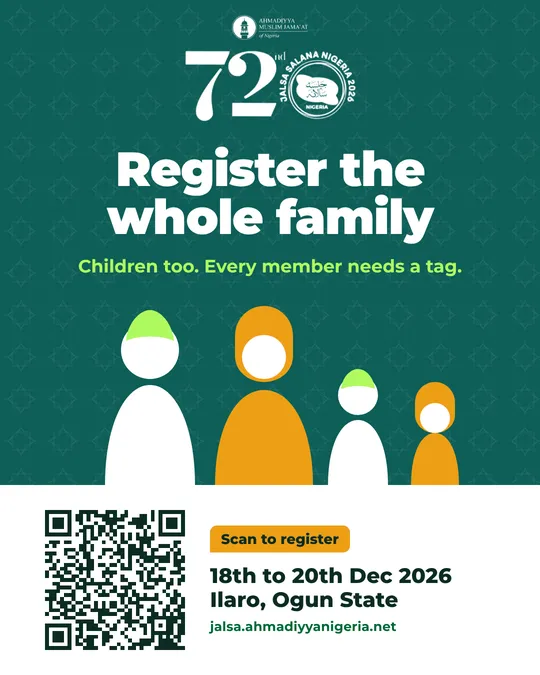 AHMADIYYA
MUSLIM JAMA'AT
of Nigeria
72nd
JALSA SALANA NIGERIA 2026
NIGERIA
Register the
whole family
Children too. Every member needs a tag.
Scan to register
18th to 20th Dec 2026
Ilaro, Ogun State
jalsa.ahmadiyyanigeria.net